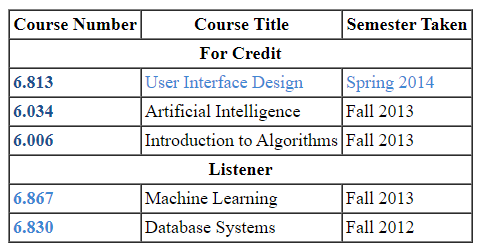 Course Number Course Title Semester Taken
For Credit
6.813 User Interface Design Spring 2014
6.034 Artificial Intelligence Fall 2013
6.006 Introduction to Algorithms Fall 2013
Listener
6.867 Machine Learning Fall 2013
6.830 Database Systems Fall 2012